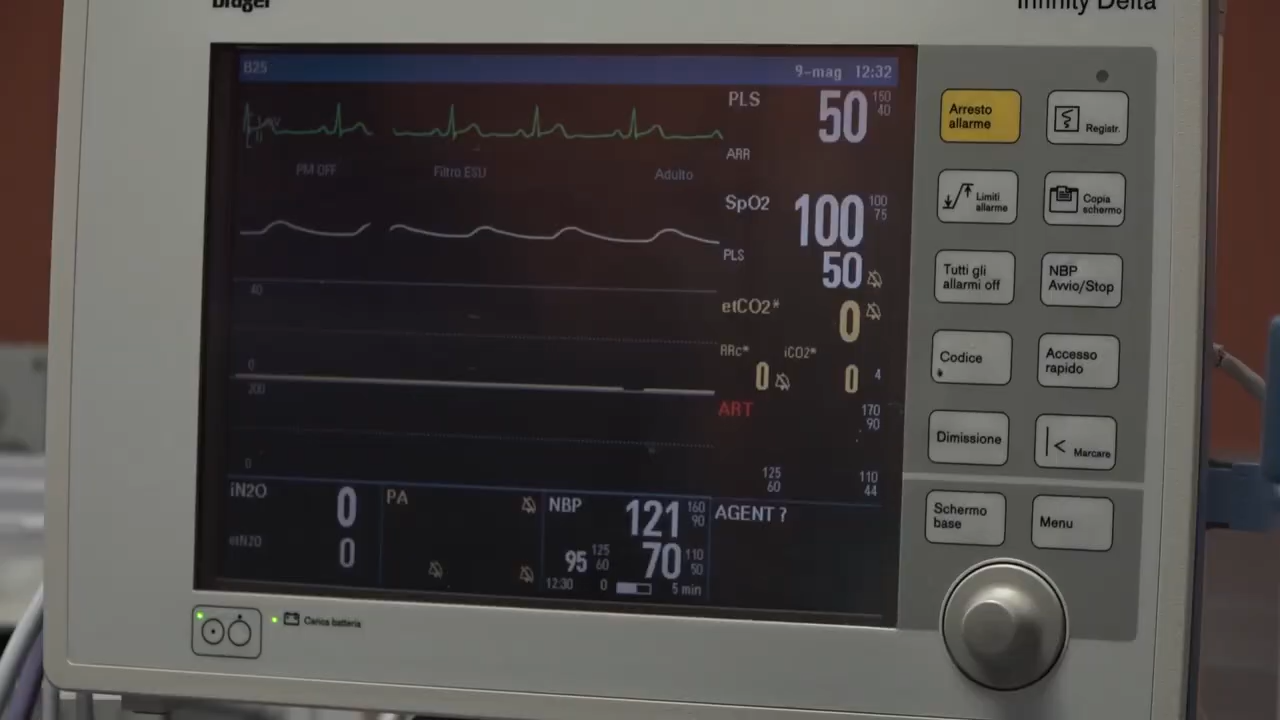 Dräger
Infinity Delta
B25
9-mag 12:32
PLS
50
150
40
ARR
PM OFF
Filtro ESU
Adulto
SpO2
100
100
75
PLS
50
40
etCO2*
0
RRc*
iCO2*
0
0
4
0
200
ART
170
90
0
125
60
110
44
iN2O
0
etN2O
0
PA
NBP
121
160
90
95
125
60
70
110
50
12:30
0
5 min
AGENT ?
Carica batteria
Arresto
allarme
Registr.
Limiti
allarme
Copia
schermo
Tutti gli
allarmi off
NBP
Avvio/Stop
Codice
Accesso
rapido
Dimissione
Marcare
Schermo
base
Menu